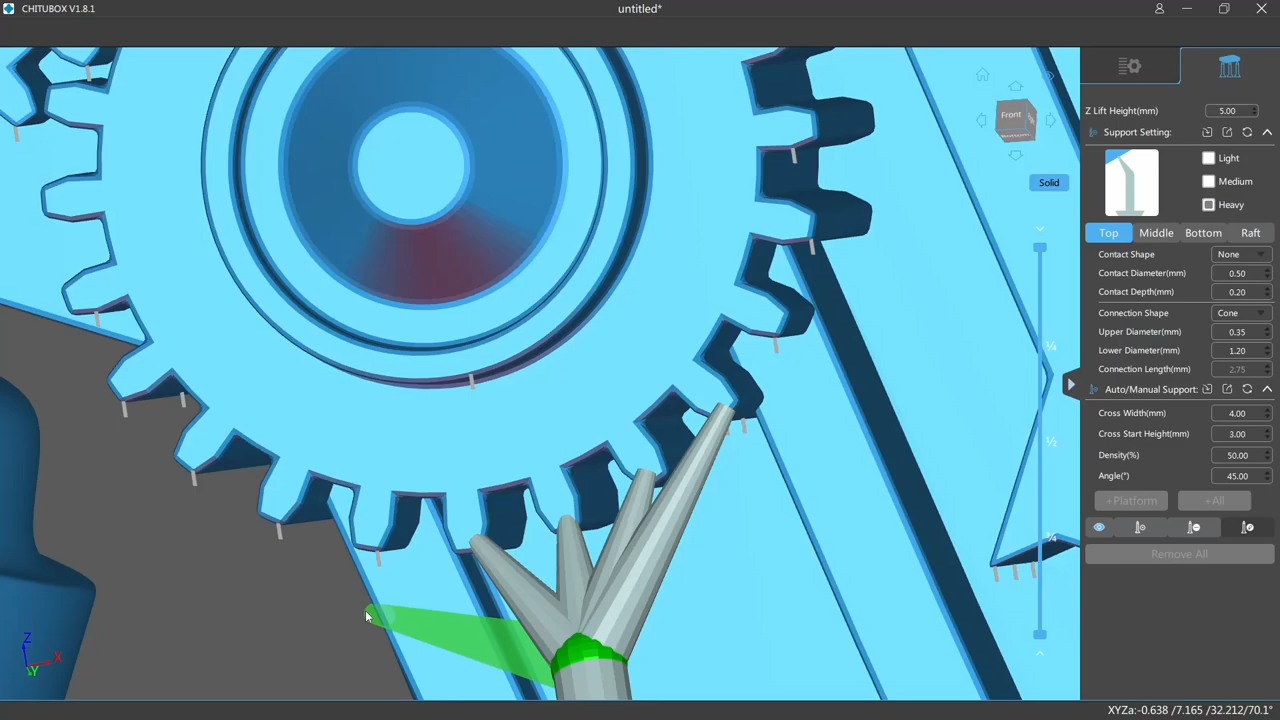 CHITUBOX V1.8.1
untitled*
Z Lift Height(mm) 5.00
Support Setting:
Light
Medium
Heavy
Top Middle Bottom Raft
Contact Shape None
Contact Diameter(mm) 0.50
Contact Depth(mm) 0.20
Connection Shape Cone
Upper Diameter(mm) 0.35
Lower Diameter(mm) 1.20
Connection Length(mm) 2.75
Auto/Manual Support:
Cross Width(mm) 4.00
Cross Start Height(mm) 3.00
Density(%) 50.00
Angle(°) 45.00
+Platform +All
Remove All
Front
Solid
¼
½
Z
X
Y
XYZa:-0.638 /7.165 /32.212/70.1°